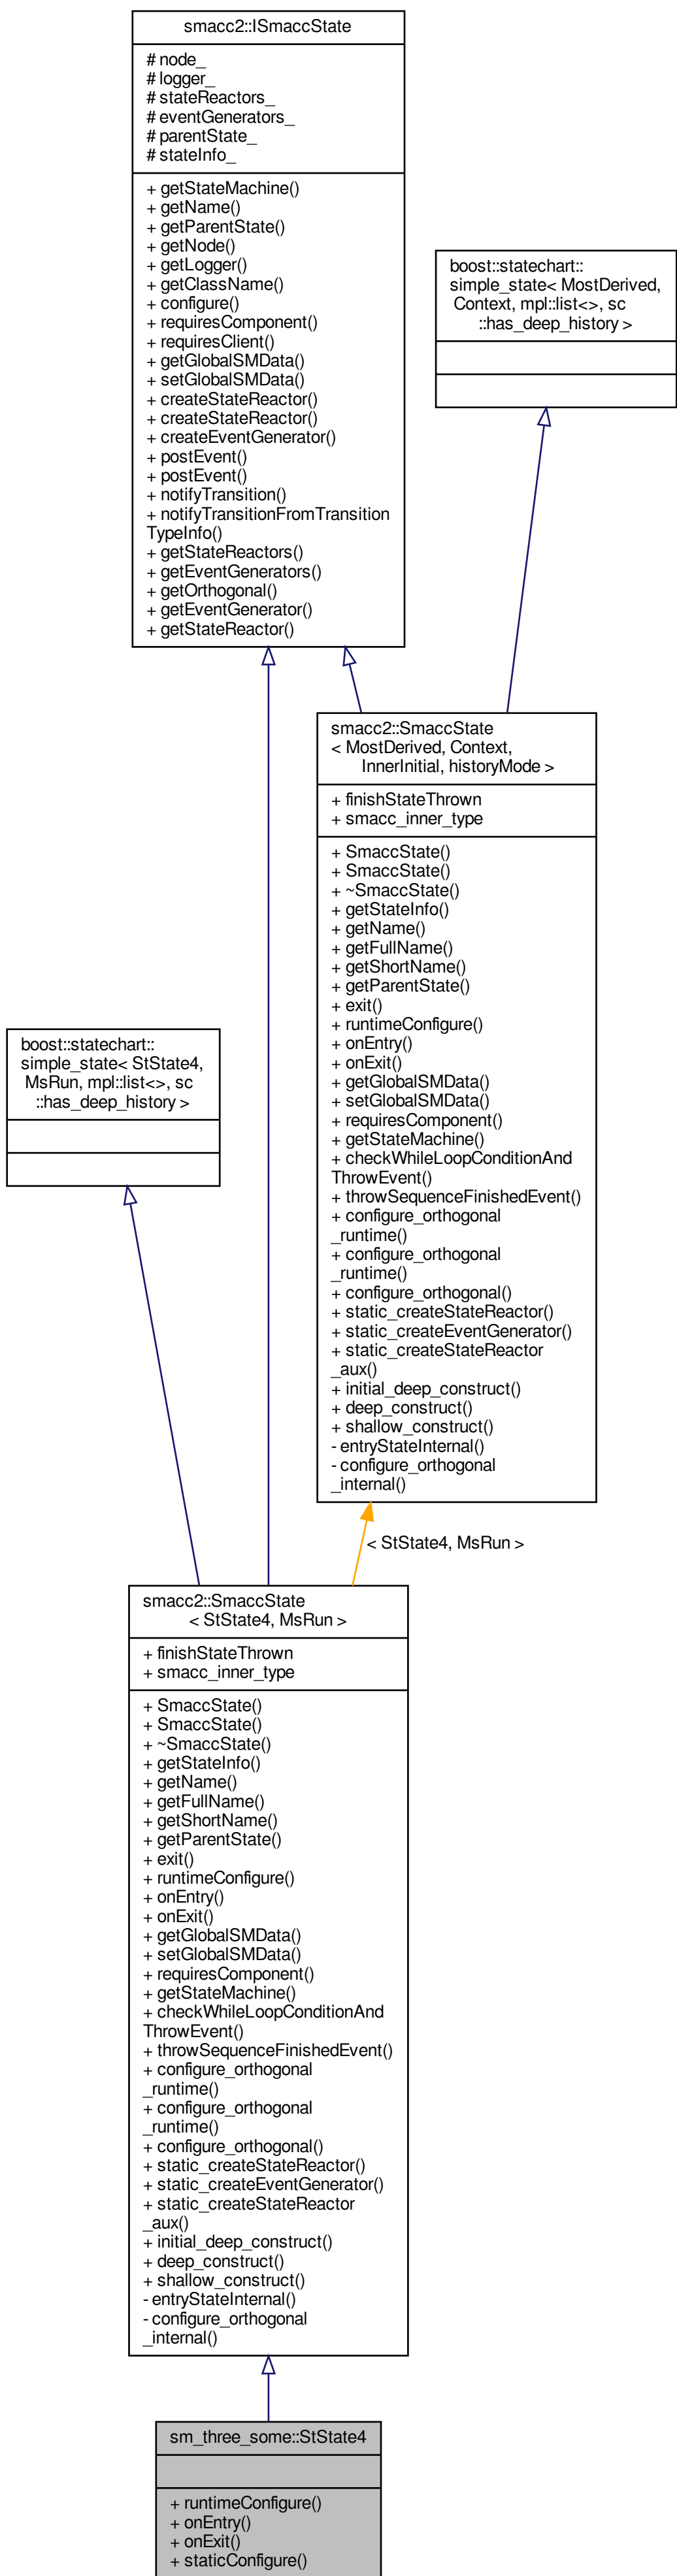 smacc2::ISmaccState
# node_
# logger_
# stateReactors_
# eventGenerators_
# parentState_
# stateInfo_
+ getStateMachine()
+ getName()
+ getParentState()
+ getNode()
+ getLogger()
+ getClassName()
+ configure()
+ requiresComponent()
+ requiresClient()
+ getGlobalSMData()
+ setGlobalSMData()
+ createStateReactor()
+ createStateReactor()
+ createEventGenerator()
+ postEvent()
+ postEvent()
+ notifyTransition()
+ notifyTransitionFromTransition
TypeInfo()
+ getStateReactors()
+ getEventGenerators()
+ getOrthogonal()
+ getEventGenerator()
+ getStateReactor()
boost::statechart::
simple_state< MostDerived,
Context, mpl::list<>, sc
::has_deep_history >
smacc2::SmaccState
< MostDerived, Context,
InnerInitial, historyMode >
+ finishStateThrown
+ smacc_inner_type
+ SmaccState()
+ SmaccState()
+ ~SmaccState()
+ getStateInfo()
+ getName()
+ getFullName()
+ getShortName()
+ getParentState()
+ exit()
+ runtimeConfigure()
+ onEntry()
+ onExit()
+ getGlobalSMData()
+ setGlobalSMData()
+ requiresComponent()
+ getStateMachine()
+ checkWhileLoopConditionAnd
ThrowEvent()
+ throwSequenceFinishedEvent()
+ configure_orthogonal
_runtime()
+ configure_orthogonal
_runtime()
+ configure_orthogonal()
+ static_createStateReactor()
+ static_createEventGenerator()
+ static_createStateReactor
_aux()
+ initial_deep_construct()
+ deep_construct()
+ shallow_construct()
- entryStateInternal()
- configure_orthogonal
_internal()
boost::statechart::
simple_state< StState4,
MsRun, mpl::list<>, sc
::has_deep_history >
< StState4, MsRun >
smacc2::SmaccState
< StState4, MsRun >
+ finishStateThrown
+ smacc_inner_type
+ SmaccState()
+ SmaccState()
+ ~SmaccState()
+ getStateInfo()
+ getName()
+ getFullName()
+ getShortName()
+ getParentState()
+ exit()
+ runtimeConfigure()
+ onEntry()
+ onExit()
+ getGlobalSMData()
+ setGlobalSMData()
+ requiresComponent()
+ getStateMachine()
+ checkWhileLoopConditionAnd
ThrowEvent()
+ throwSequenceFinishedEvent()
+ configure_orthogonal
_runtime()
+ configure_orthogonal
_runtime()
+ configure_orthogonal()
+ static_createStateReactor()
+ static_createEventGenerator()
+ static_createStateReactor
_aux()
+ initial_deep_construct()
+ deep_construct()
+ shallow_construct()
- entryStateInternal()
- configure_orthogonal
_internal()
sm_three_some::StState4
+ runtimeConfigure()
+ onEntry()
+ onExit()
+ staticConfigure()